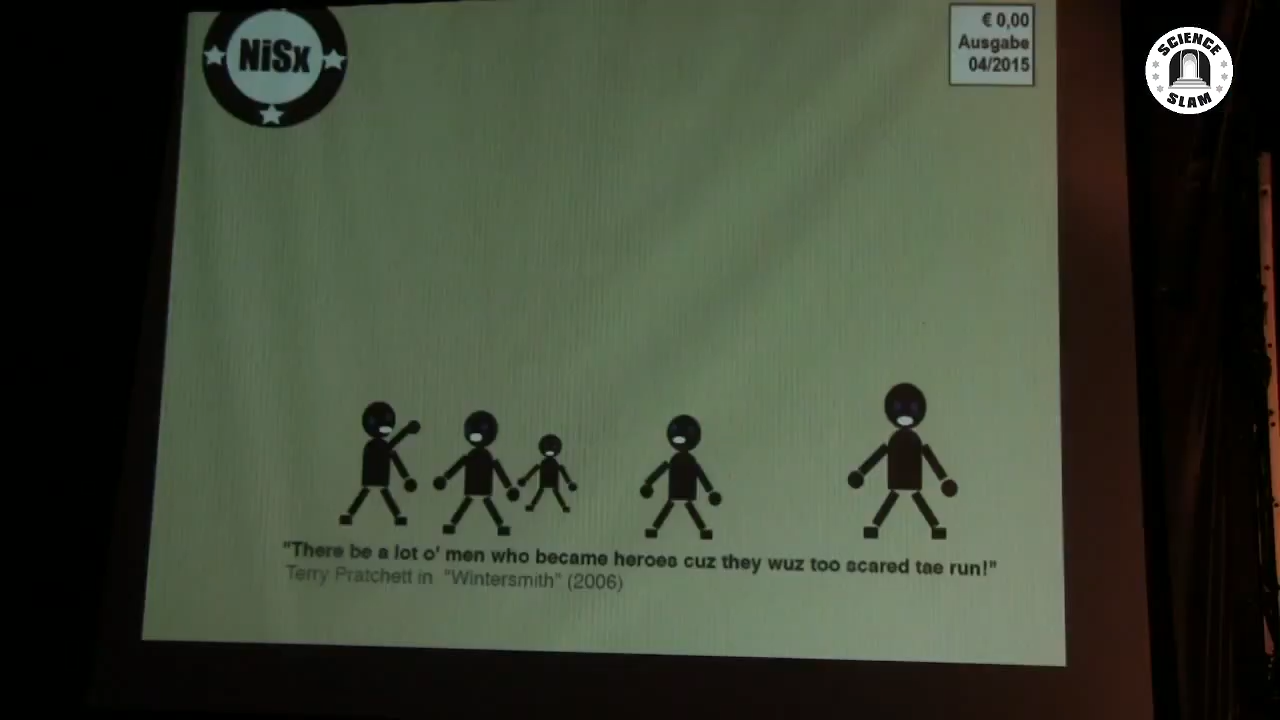 NiSx
€ 0,00
Ausgabe
04/2015
SCIENCE
SLAM
"There be a lot o' men who became heroes cuz they wuz too scared tae run!"
Terry Pratchett in "Wintersmith" (2006)